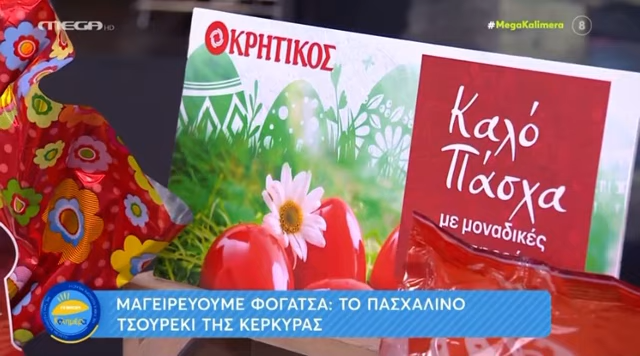 MEGA HD
#MegaKalimera
8
ΚΡΗΤΙΚΟΣ
Καλό
Πάσχα
με μοναδικές
ΜΑΓΕΙΡΕΥΟΥΜΕ ΦΟΓΑΤΣΑ: ΤΟ ΠΑΣΧΑΛΙΝΟ
ΤΣΟΥΡΕΚΙ ΤΗΣ ΚΕΡΚΥΡΑΣ